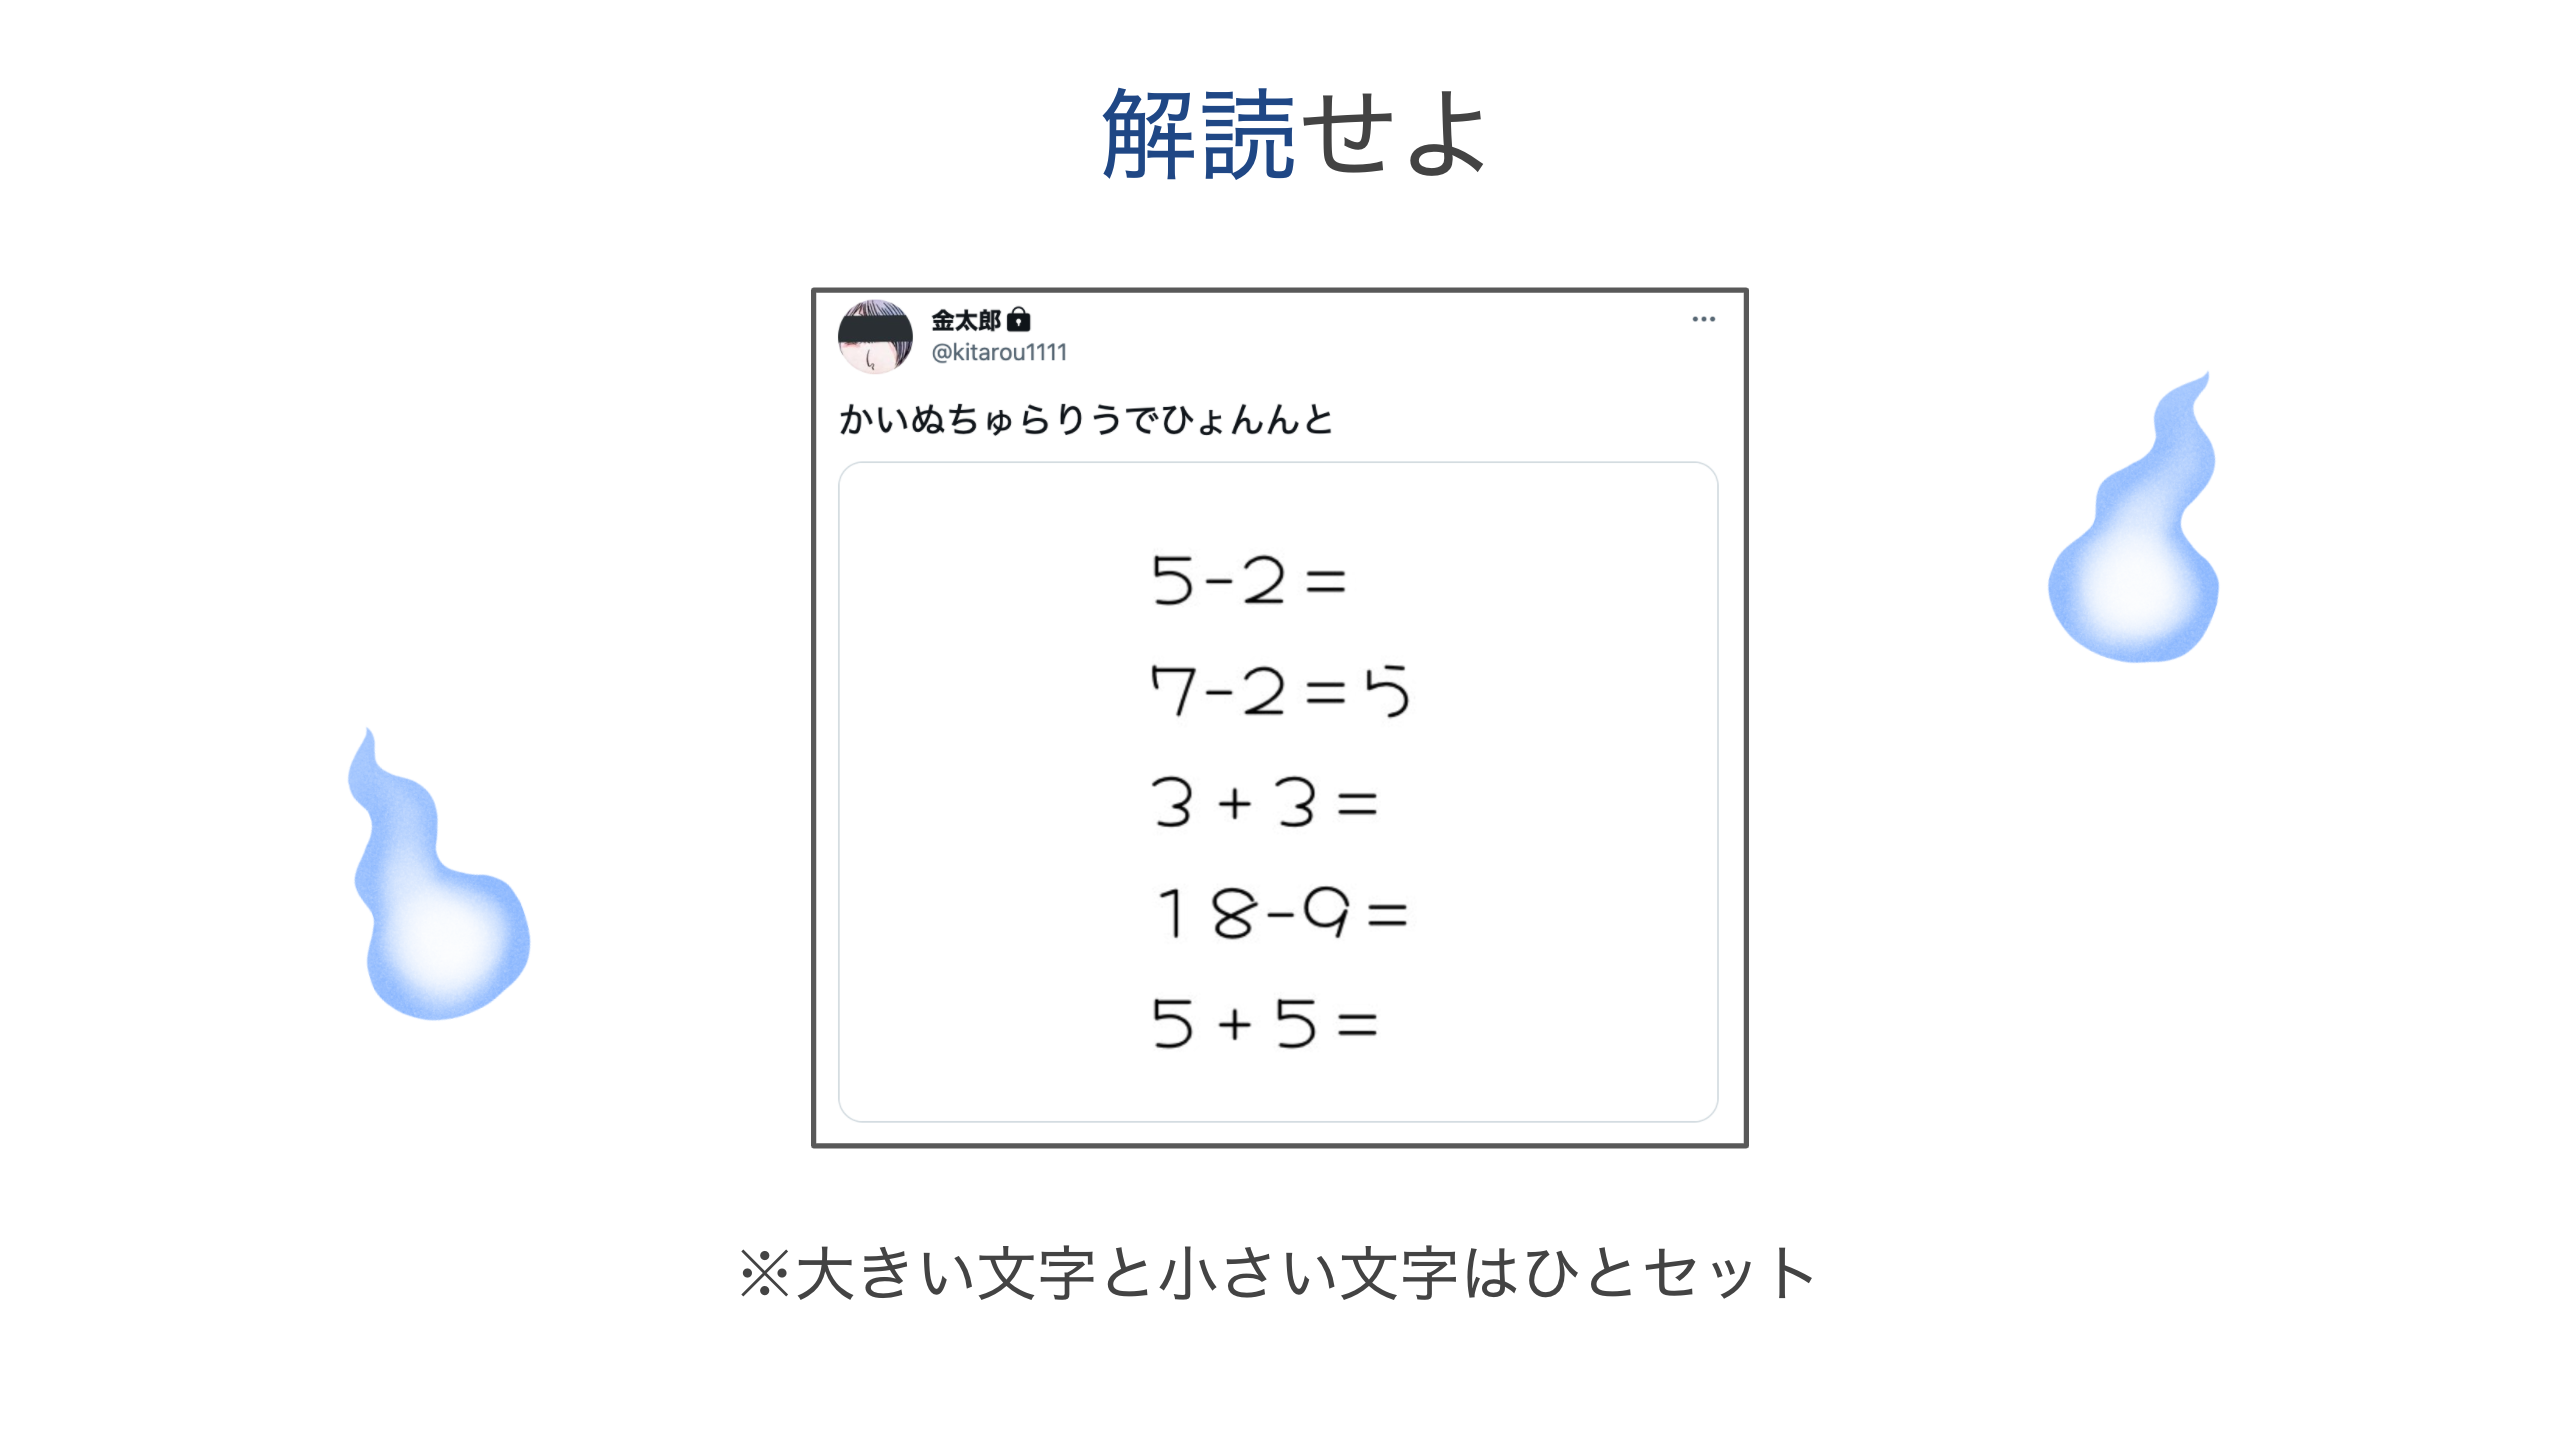 解読せよ
金太郎
@kitarou1111
かいぬちゅらりうでひょんんと
5-2=
7-2=ら
3+3=
18-9=
5+5=
※大きい文字と小さい文字はひとセット